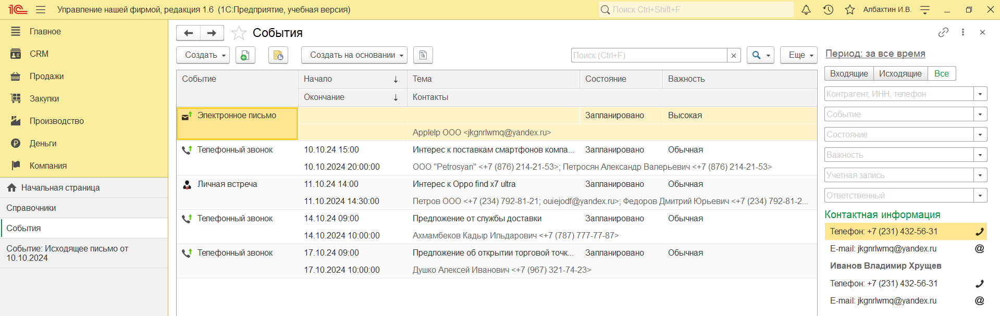 1С Управление нашей фирмой, редакция 1.6 (1С:Предприятие, учебная версия) Поиск Ctrl+Shift+F Албахтин И.В.
Главное
CRM
Продажи
Закупки
Производство
Деньги
Компания
Начальная страница
Справочники
События
Событие: Исходящее письмо от
10.10.2024
События
Создать Создать на основании Поиск (Ctrl+F) × Еще
Событие Начало ↓ Тема Состояние Важность
Окончание ↓ Контакты
Электронное письмо Запланировано Высокая
Applelp ООО <jkgnrlwmq@yandex.ru>
Телефонный звонок 10.10.24 15:00 Интерес к поставкам смартфонов компа... Запланировано Обычная
10.10.2024 20:00:00 ООО "Petrosyan" <+7 (876) 214-21-53>; Петросян Александр Валерьевич <+7 (876) 214-21-53>
Личная встреча 11.10.24 14:00 Интерес к Oppo find x7 ultra Запланировано Обычная
11.10.2024 14:30:00 Петров ООО <+7 (234) 792-81-21; ouiejodf@yandex.ru>; Федоров Дмитрий Юрьевич <+7 (234) 792-81-2...
Телефонный звонок 14.10.24 09:00 Предложение от службы доставки Запланировано Обычная
14.10.2024 10:00:00 Ахмамбеков Кадыр Ильдарович <+7 (787) 777-77-87>
Телефонный звонок 17.10.24 09:00 Предложение об открытии торговой точк... Запланировано Обычная
17.10.2024 10:00:00 Душко Алексей Иванович <+7 (967) 321-74-23>
Период: за все время
Входящие Исходящие Все
Контрагент, ИНН, телефон
Событие
Состояние
Важность
Учетная запись
Ответственный
Контактная информация
Телефон: +7 (231) 432-56-31
E-mail: jkgnrlwmq@yandex.ru @
Иванов Владимир Хрущев
Телефон: +7 (231) 432-56-31
E-mail: jkgnrlwmq@yandex.ru @